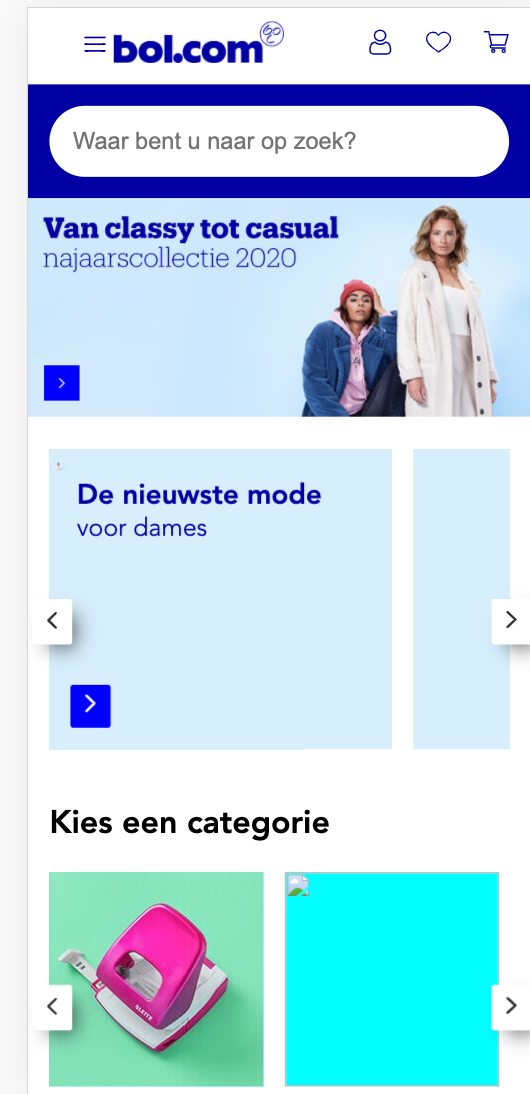 bol.com
Waar bent u naar op zoek?
Van classy tot casual
najaarscollectie 2020
De nieuwste mode
voor dames
Kies een categorie
LEITZ